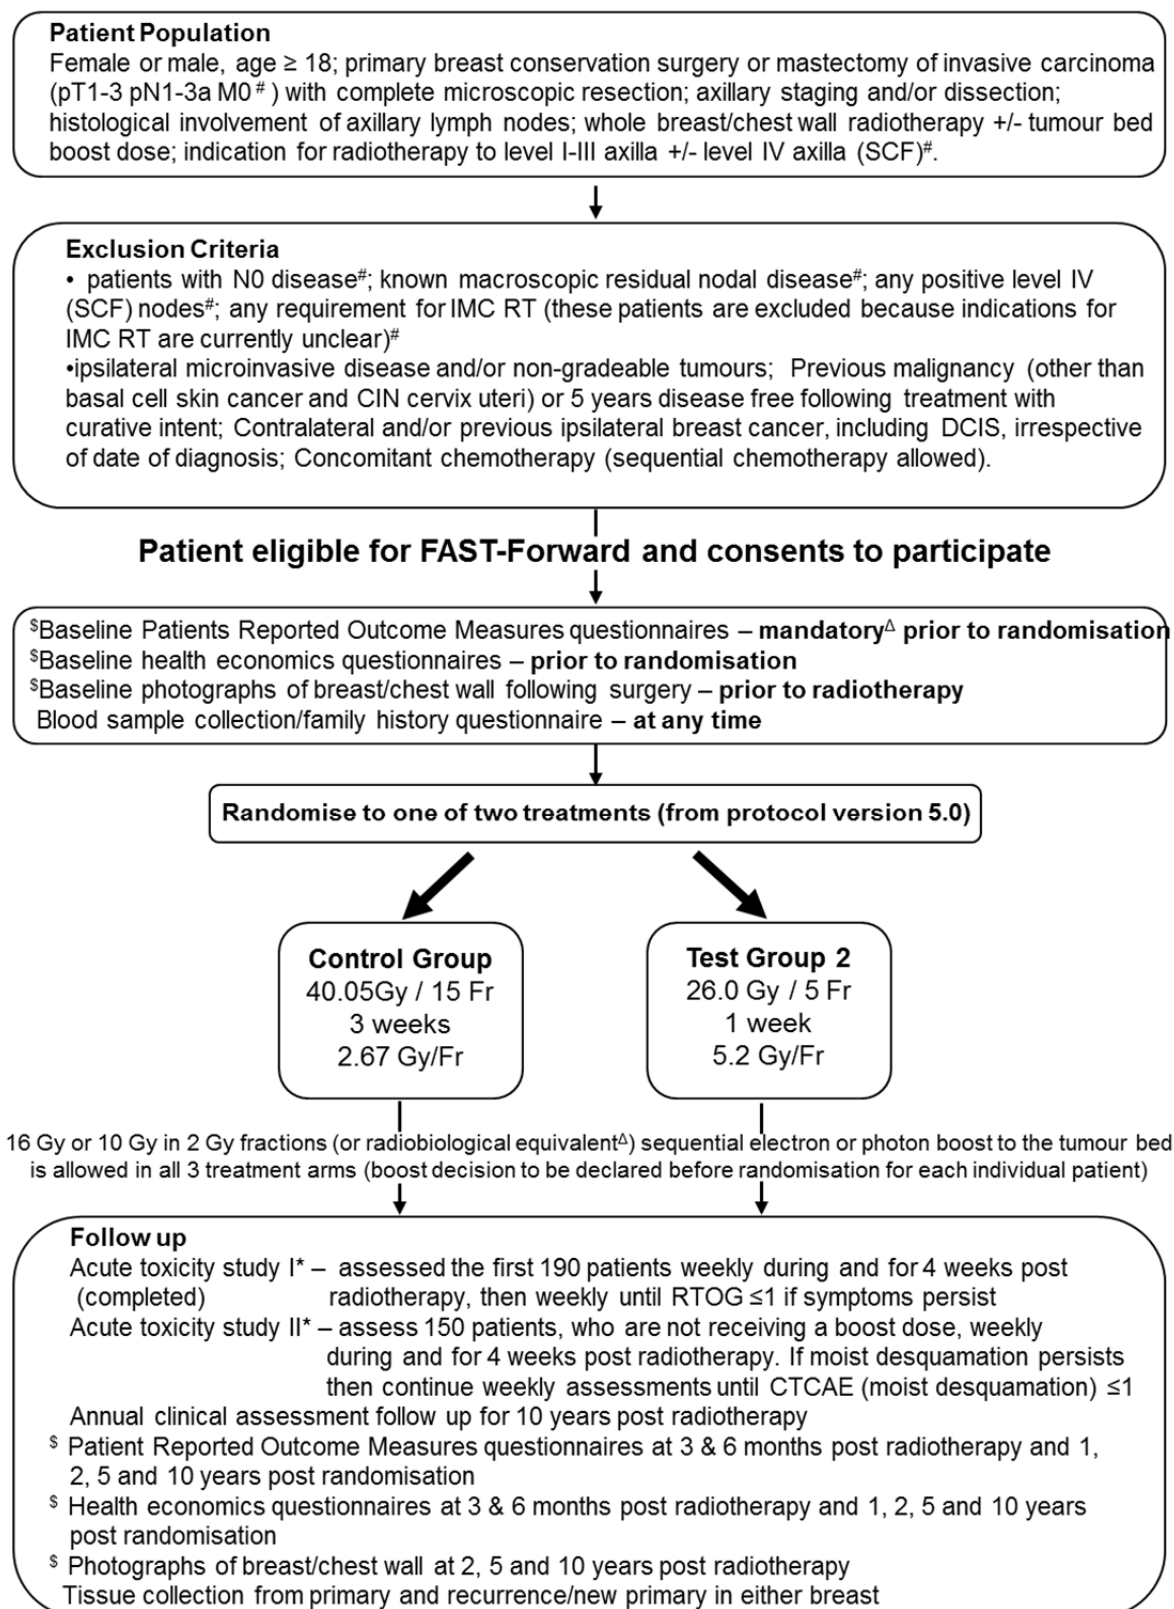 Patient Population
Female or male, age ≥ 18; primary breast conservation surgery or mastectomy of invasive carcinoma
(pT1-3 pN1-3a M0 # ) with complete microscopic resection; axillary staging and/or dissection;
histological involvement of axillary lymph nodes; whole breast/chest wall radiotherapy +/- tumour bed
boost dose; indication for radiotherapy to level I-III axilla +/- level IV axilla (SCF)#.
Exclusion Criteria
• patients with N0 disease#; known macroscopic residual nodal disease#; any positive level IV
(SCF) nodes#; any requirement for IMC RT (these patients are excluded because indications for
IMC RT are currently unclear)#
•ipsilateral microinvasive disease and/or non-gradeable tumours; Previous malignancy (other than
basal cell skin cancer and CIN cervix uteri) or 5 years disease free following treatment with
curative intent; Contralateral and/or previous ipsilateral breast cancer, including DCIS, irrespective
of date of diagnosis; Concomitant chemotherapy (sequential chemotherapy allowed).
Patient eligible for FAST-Forward and consents to participate
$Baseline Patients Reported Outcome Measures questionnaires – mandatoryΔ prior to randomisation
$Baseline health economics questionnaires – prior to randomisation
$Baseline photographs of breast/chest wall following surgery – prior to radiotherapy
Blood sample collection/family history questionnaire – at any time
Randomise to one of two treatments (from protocol version 5.0)
Control Group
40.05Gy / 15 Fr
3 weeks
2.67 Gy/Fr
Test Group 2
26.0 Gy / 5 Fr
1 week
5.2 Gy/Fr
16 Gy or 10 Gy in 2 Gy fractions (or radiobiological equivalentΔ) sequential electron or photon boost to the tumour bed
is allowed in all 3 treatment arms (boost decision to be declared before randomisation for each individual patient)
Follow up
Acute toxicity study I* – assessed the first 190 patients weekly during and for 4 weeks post
(completed) radiotherapy, then weekly until RTOG ≤1 if symptoms persist
Acute toxicity study II* – assess 150 patients, who are not receiving a boost dose, weekly
during and for 4 weeks post radiotherapy. If moist desquamation persists
then continue weekly assessments until CTCAE (moist desquamation) ≤1
Annual clinical assessment follow up for 10 years post radiotherapy
$ Patient Reported Outcome Measures questionnaires at 3 & 6 months post radiotherapy and 1,
2, 5 and 10 years post randomisation
$ Health economics questionnaires at 3 & 6 months post radiotherapy and 1, 2, 5 and 10 years
post randomisation
$ Photographs of breast/chest wall at 2, 5 and 10 years post radiotherapy
Tissue collection from primary and recurrence/new primary in either breast